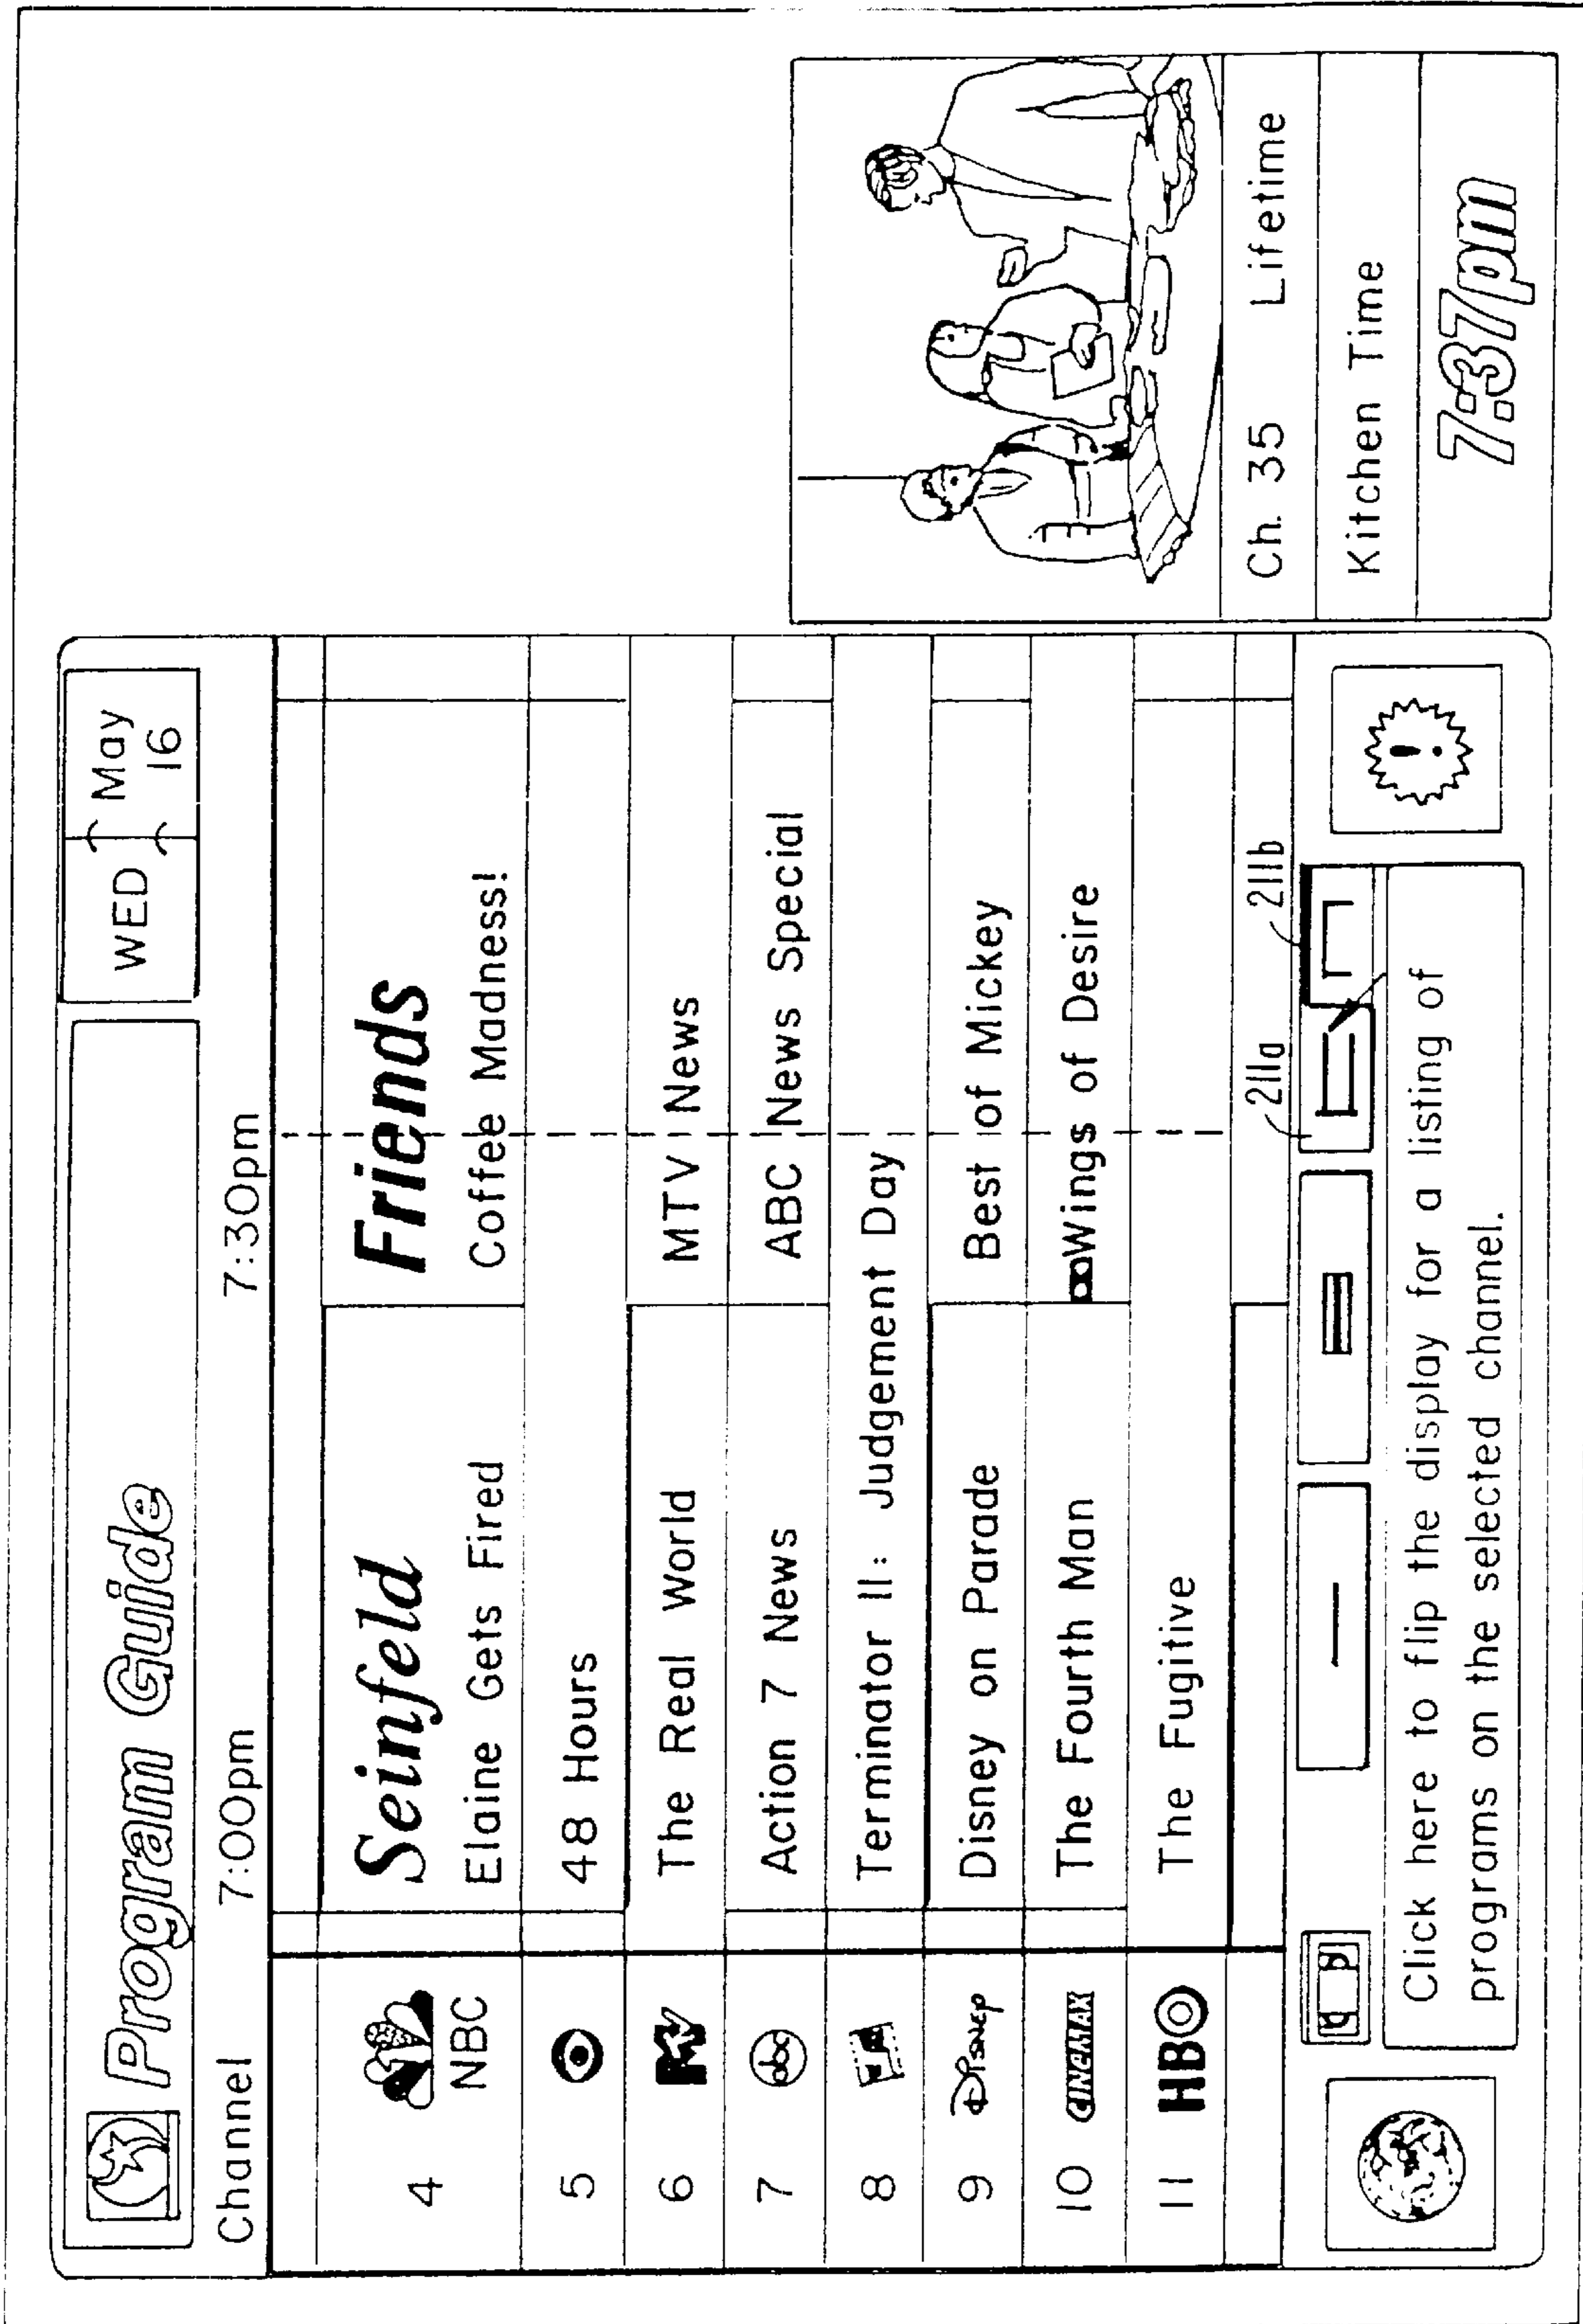 Program Guide
WED May
16
Channel 7:00pm 7:30pm
4 NBC Seinfeld Friends
Elaine Gets Fired Coffee Madness!
5 48 Hours
6 MTV The Real World MTV News
7 abc Action 7 News ABC News Special
8 Terminator II: Judgement Day
9 Disney Disney on Parade Best of Mickey
10 CINEMAX The Fourth Man Wings of Desire
11 HBO The Fugitive
211a 211b
!
Click here to flip the display for a listing of
programs on the selected channel.
Ch. 35 Lifetime
Kitchen Time
7:37pm